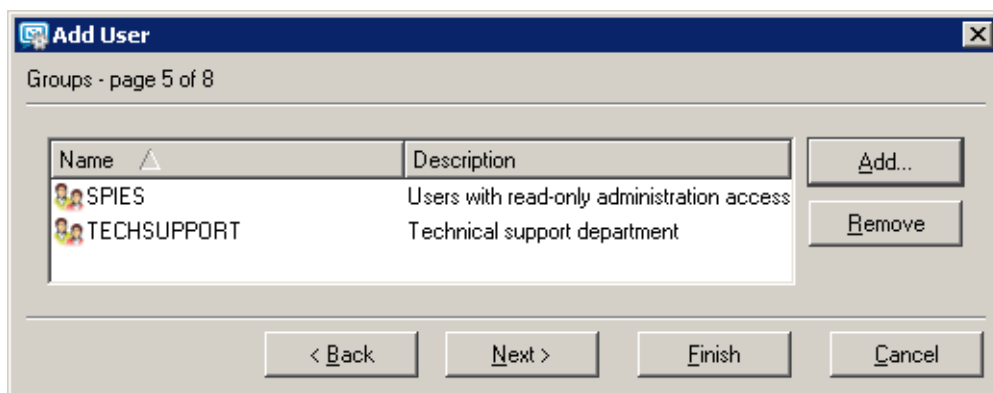 Add User
Groups - page 5 of 8
Name Description Add...
SPIES Users with read-only administration access
TECHSUPPORT Technical support department Remove
< Back Next > Finish Cancel